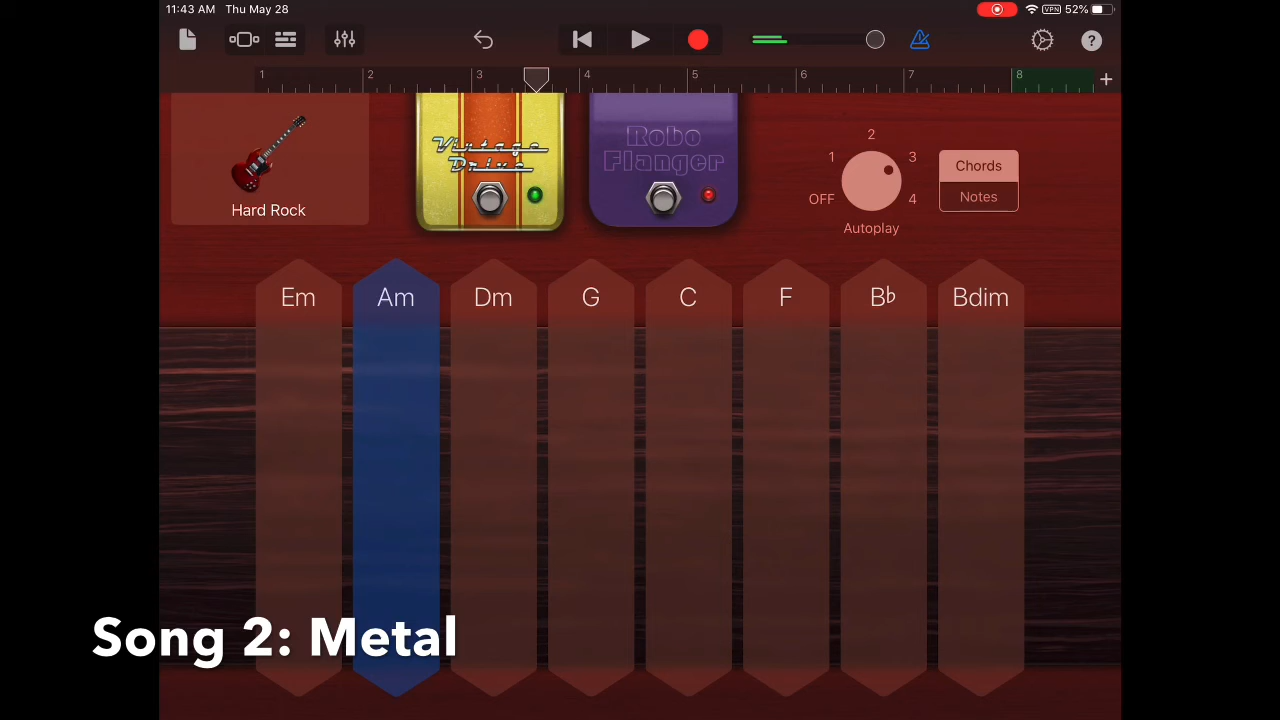 11:43 AM Thu May 28
VPN 52%
?
1 2 3 4 5 6 7 8 +
Vintage
Drive
Robo
Flanger
Hard Rock
OFF 1 2 3 4
Autoplay
Chords
Notes
Em Am Dm G C F B♭ Bdim
Song 2: Metal